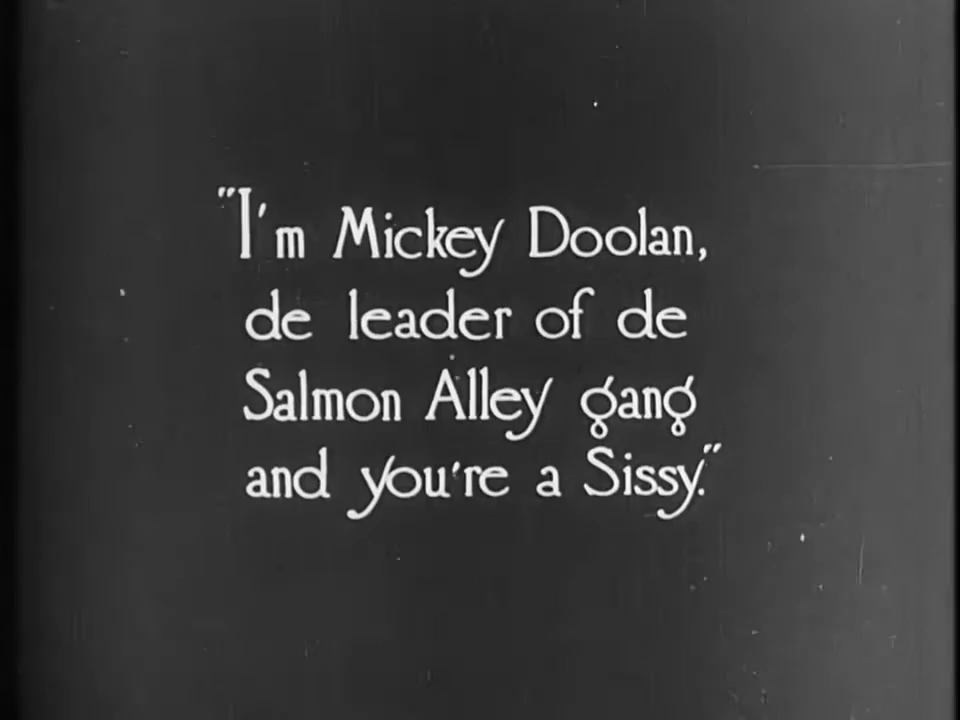 "I'm Mickey Doolan,
de leader of de
Salmon Alley gang
and you're a Sissy."